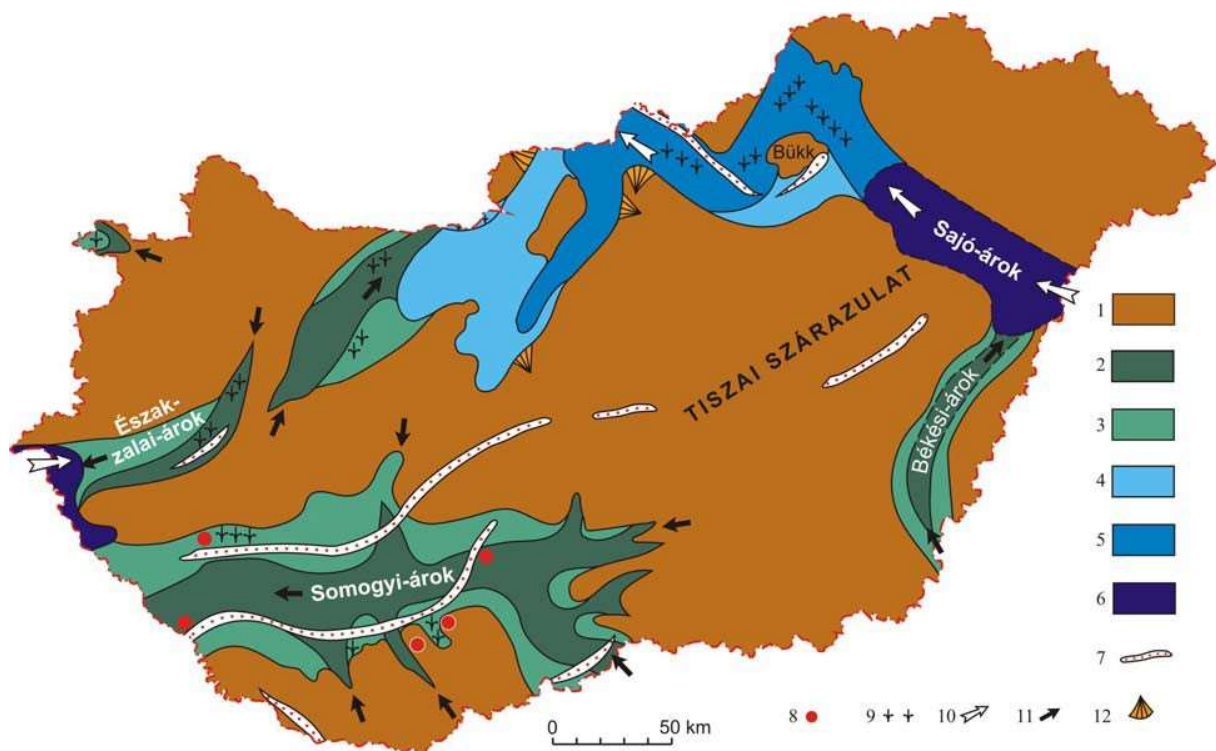 Bükk
Sajó-árok
TISZAI SZÁRAZULAT
Észak-
zalai-árok
Békési-árok
Somogyi-árok
1
2
3
4
5
6
7
8
9
10
11
12
0
50 km